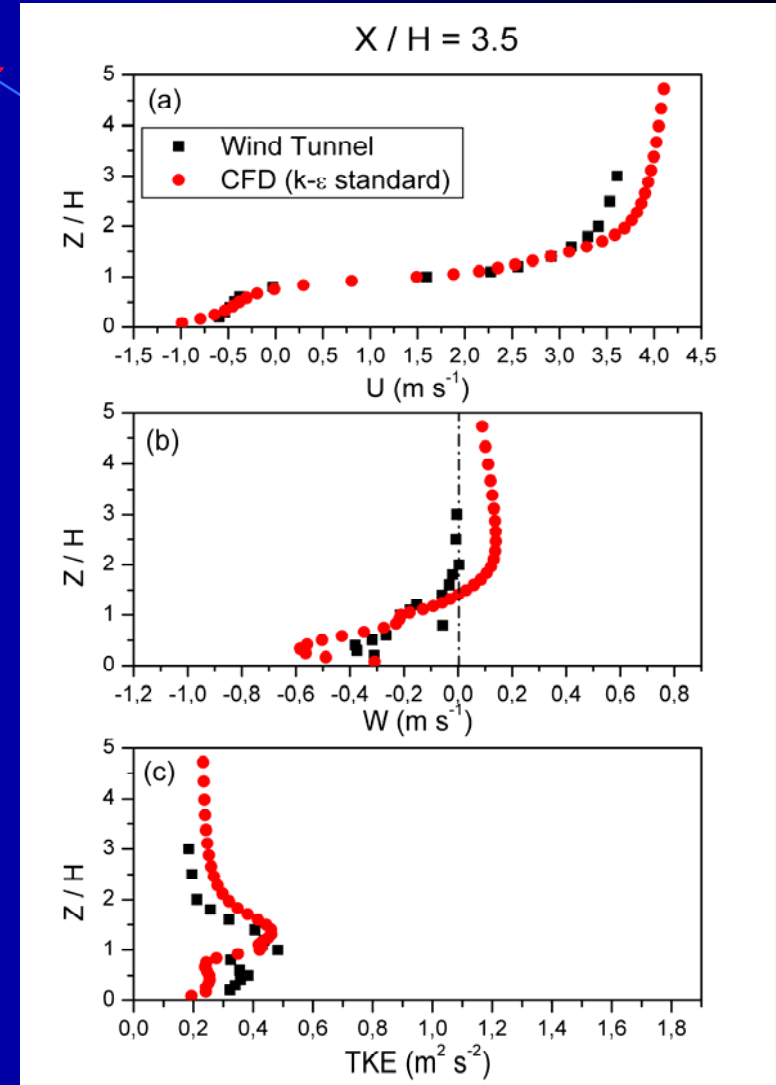 X / H = 3.5
(a)
Wind Tunnel
CFD (k-ε standard)
Z / H
5
4
3
2
1
0
-1,5 -1,0 -0,5 0,0 0,5 1,0 1,5 2,0 2,5 3,0 3,5 4,0 4,5
U (m s⁻¹)
(b)
Z / H
5
4
3
2
1
0
-1,2 -1,0 -0,8 -0,6 -0,4 -0,2 0,0 0,2 0,4 0,6 0,8
W (m s⁻¹)
(c)
Z / H
5
4
3
2
1
0
0,0 0,2 0,4 0,6 0,8 1,0 1,2 1,4 1,6 1,8
TKE (m² s⁻²)